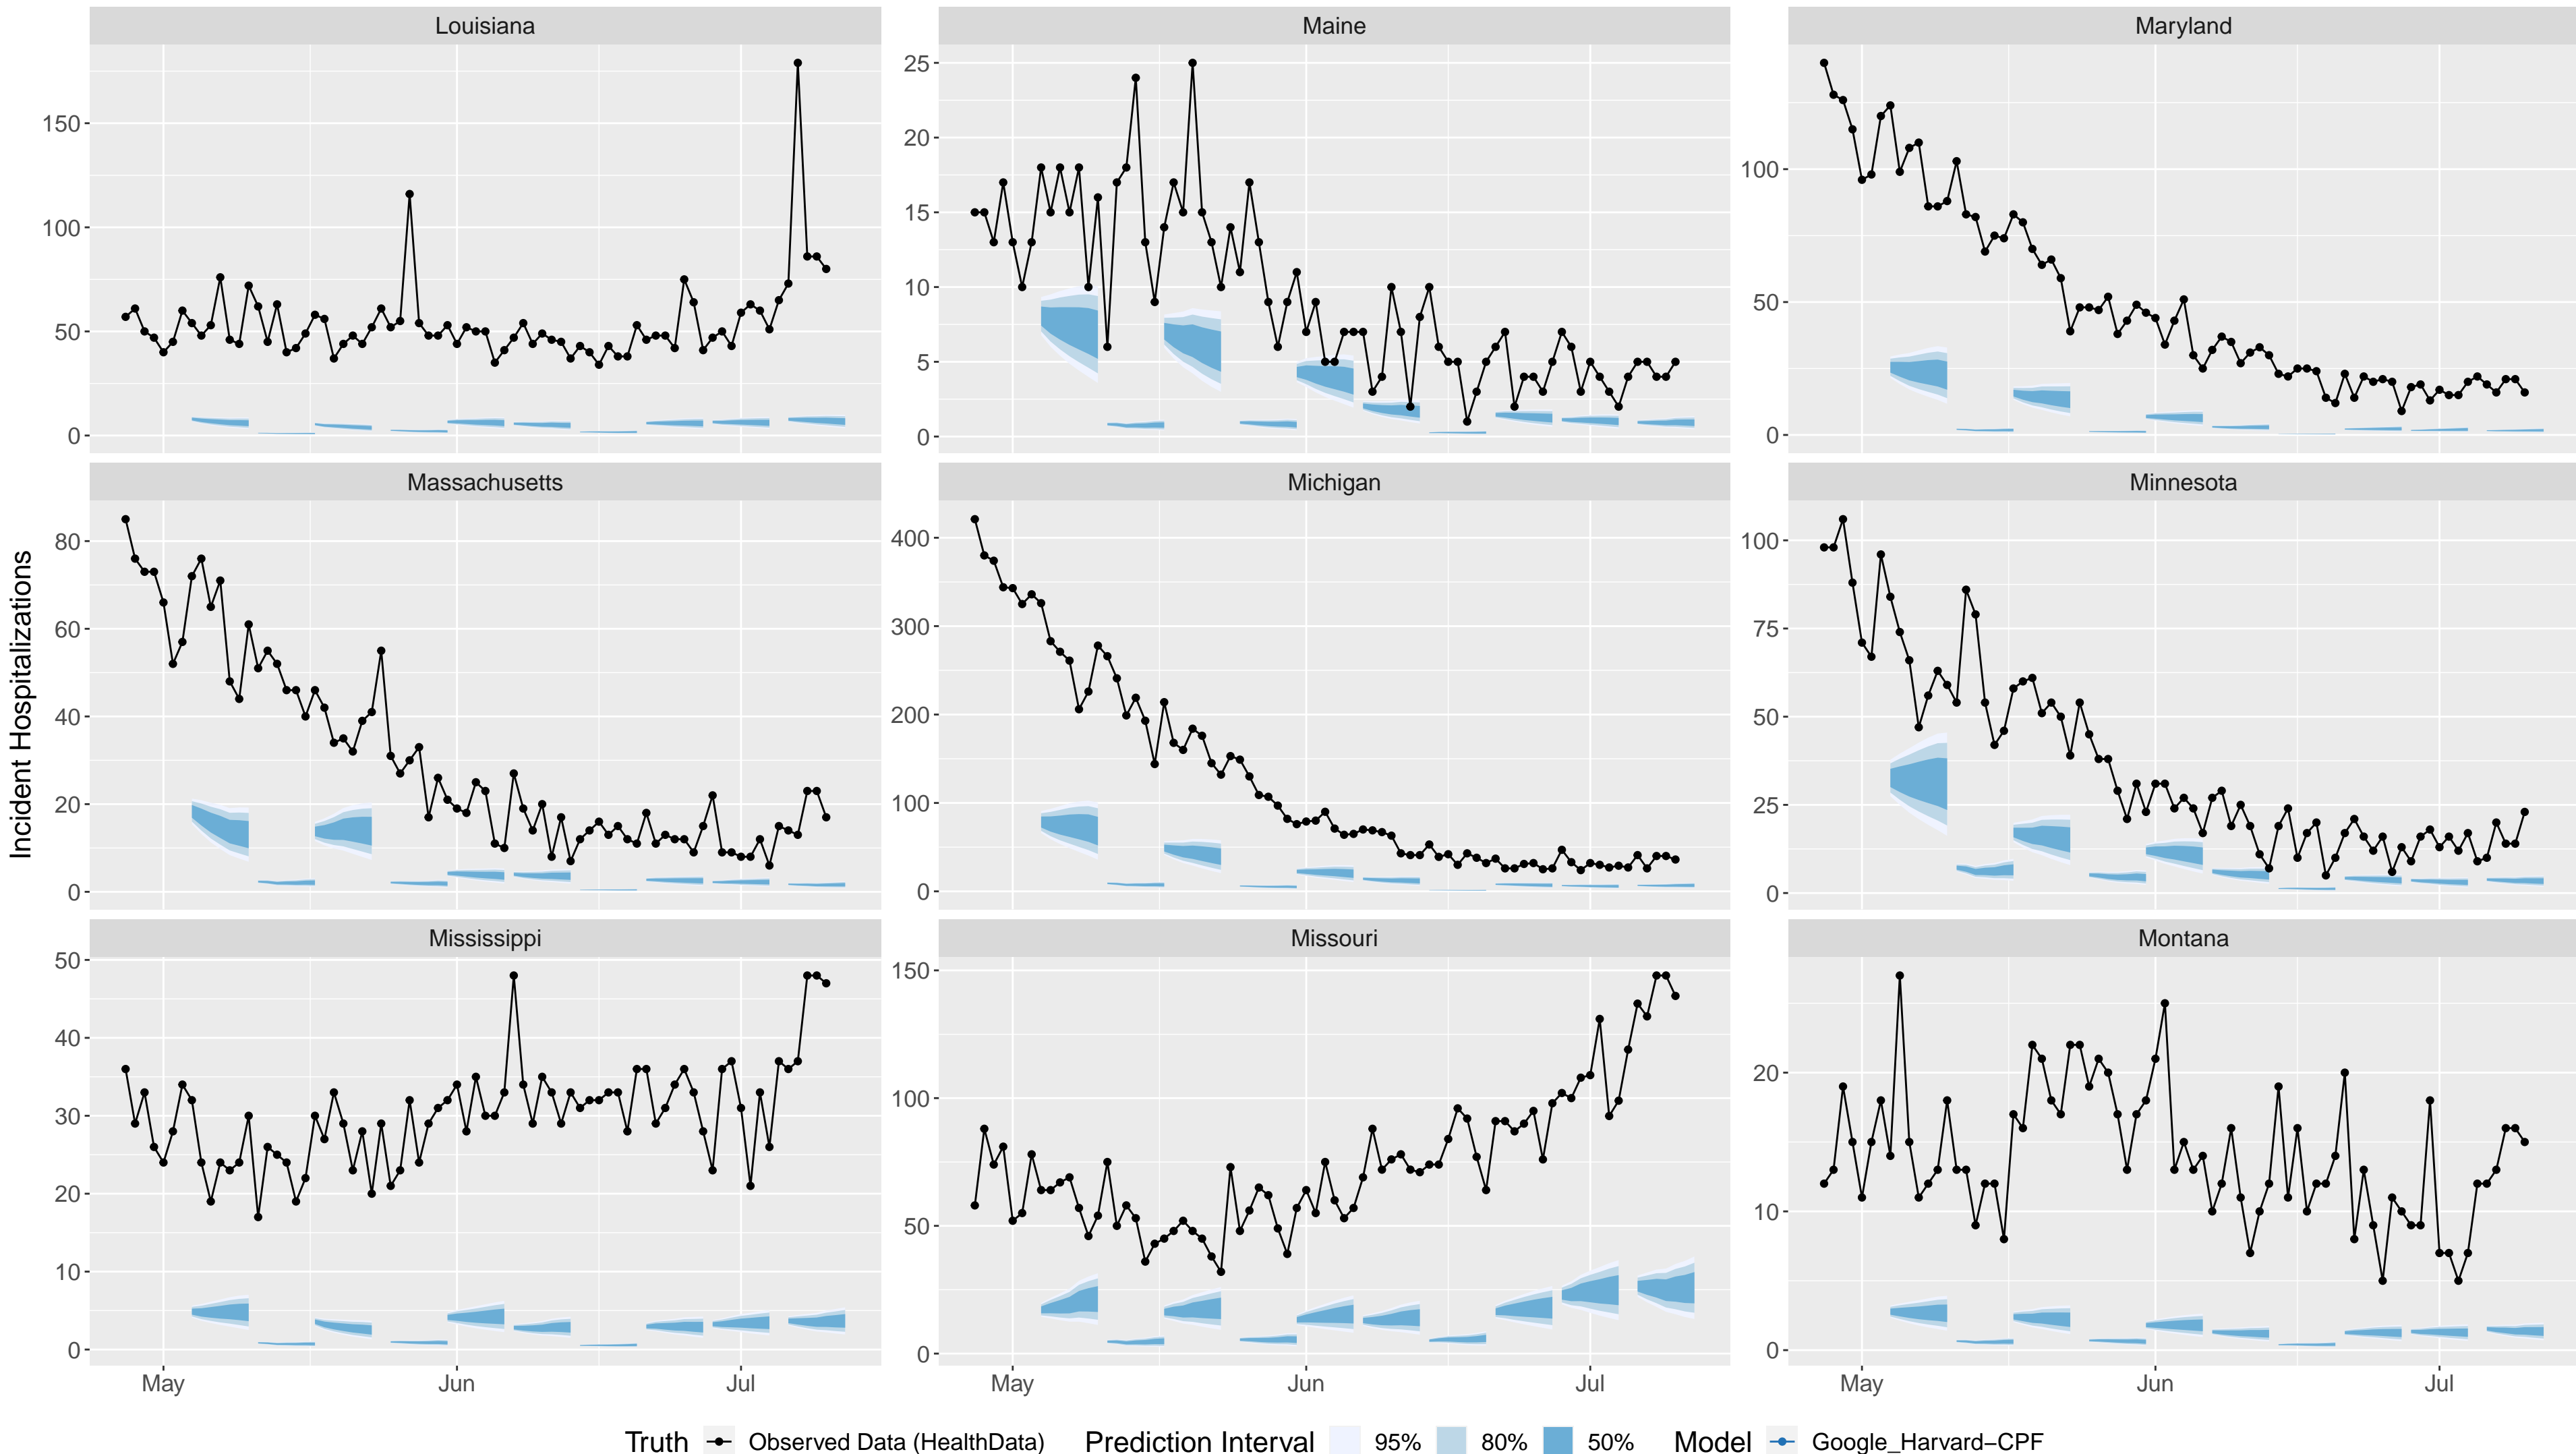 Louisiana
Maine
Maryland
150
100
50
0
25
20
15
10
5
0
100
50
0
Incident Hospitalizations
Massachusetts
Michigan
Minnesota
80
60
40
20
0
400
300
200
100
0
100
75
50
25
0
Mississippi
Missouri
Montana
50
40
30
20
10
0
150
100
50
0
20
10
0
May Jun Jul
May Jun Jul
May Jun Jul
Truth Observed Data (HealthData) Prediction Interval 95% 80% 50% Model Google_Harvard−CPF